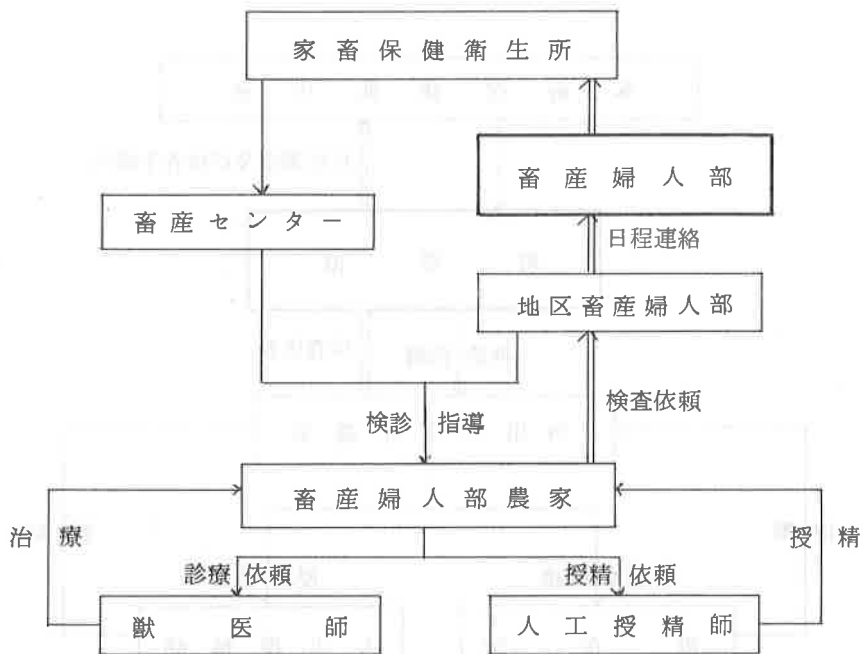 家畜保健衛生所
畜産婦人部
畜産センター
日程連絡
地区畜産婦人部
検診 指導
検査依頼
畜産婦人部農家
治療
授精
診療 依頼
授精 依頼
獣医師
人工授精師